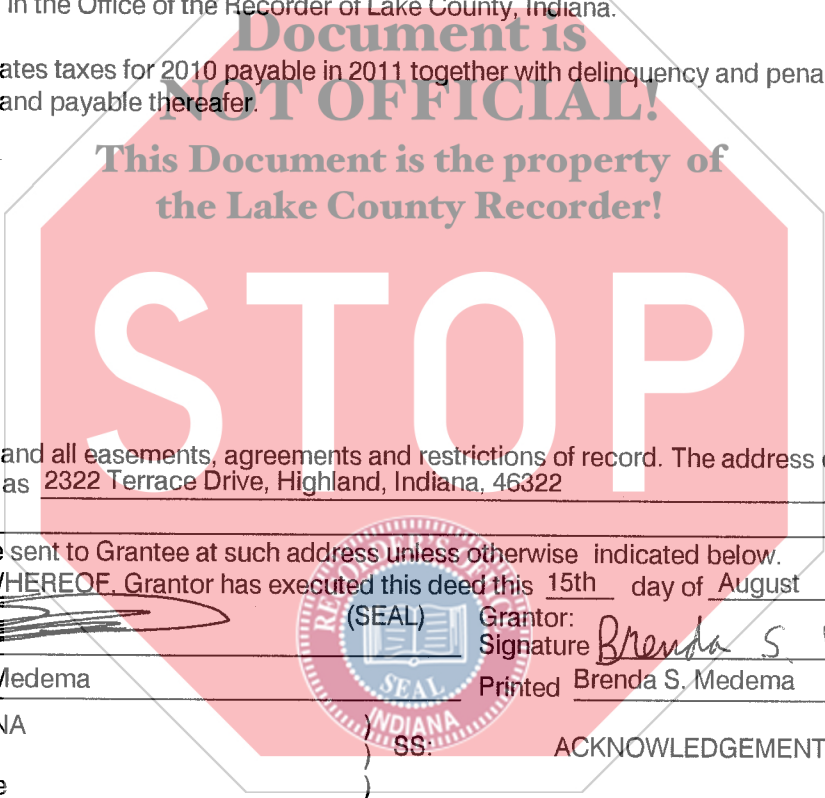 in the Office of the Recorder of Lake County, Indiana.
Document is
ates taxes for 2010 payable in 2011 together with delinquency and pena
NOT OFFICIAL!
and payable thereafer.
This Document is the property of
the Lake County Recorder!
STOP
and all easements, agreements and restrictions of record. The address
as 2322 Terrace Drive, Highland, Indiana, 46322
sent to Grantee at such address unless otherwise indicated below.
HEREOF, Grantor has executed this deed this 15th day of August
(SEAL) Grantor:
Signature Brenda S.
Medema Printed Brenda S. Medema
RECORDER'S
SEAL
INDIANA
NA
) SS: ACKNOWLEDGEMENT
)
e )